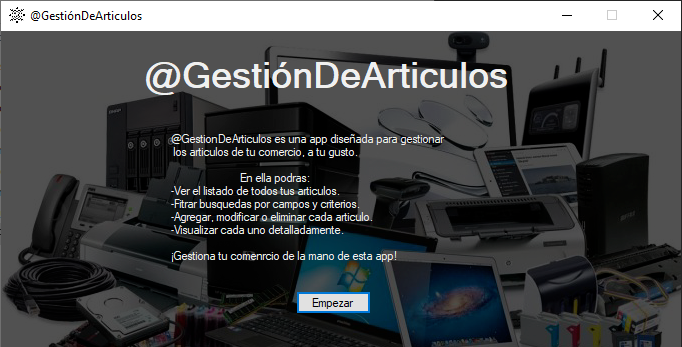 @GestiónDeArticulos
@GestiónDeArticulos
@GestionDeArticulos es una app diseñada para gestionar
los articulos de tu comercio, a tu gusto.
En ella podras:
-Ver el listado de todos tus articulos.
-Fitrar busquedas por campos y criterios.
-Agregar, modificar o eliminar cada articulo.
-Visualizar cada uno detalladamente.
¡Gestiona tu comenrcio de la mano de esta app!
Empezar